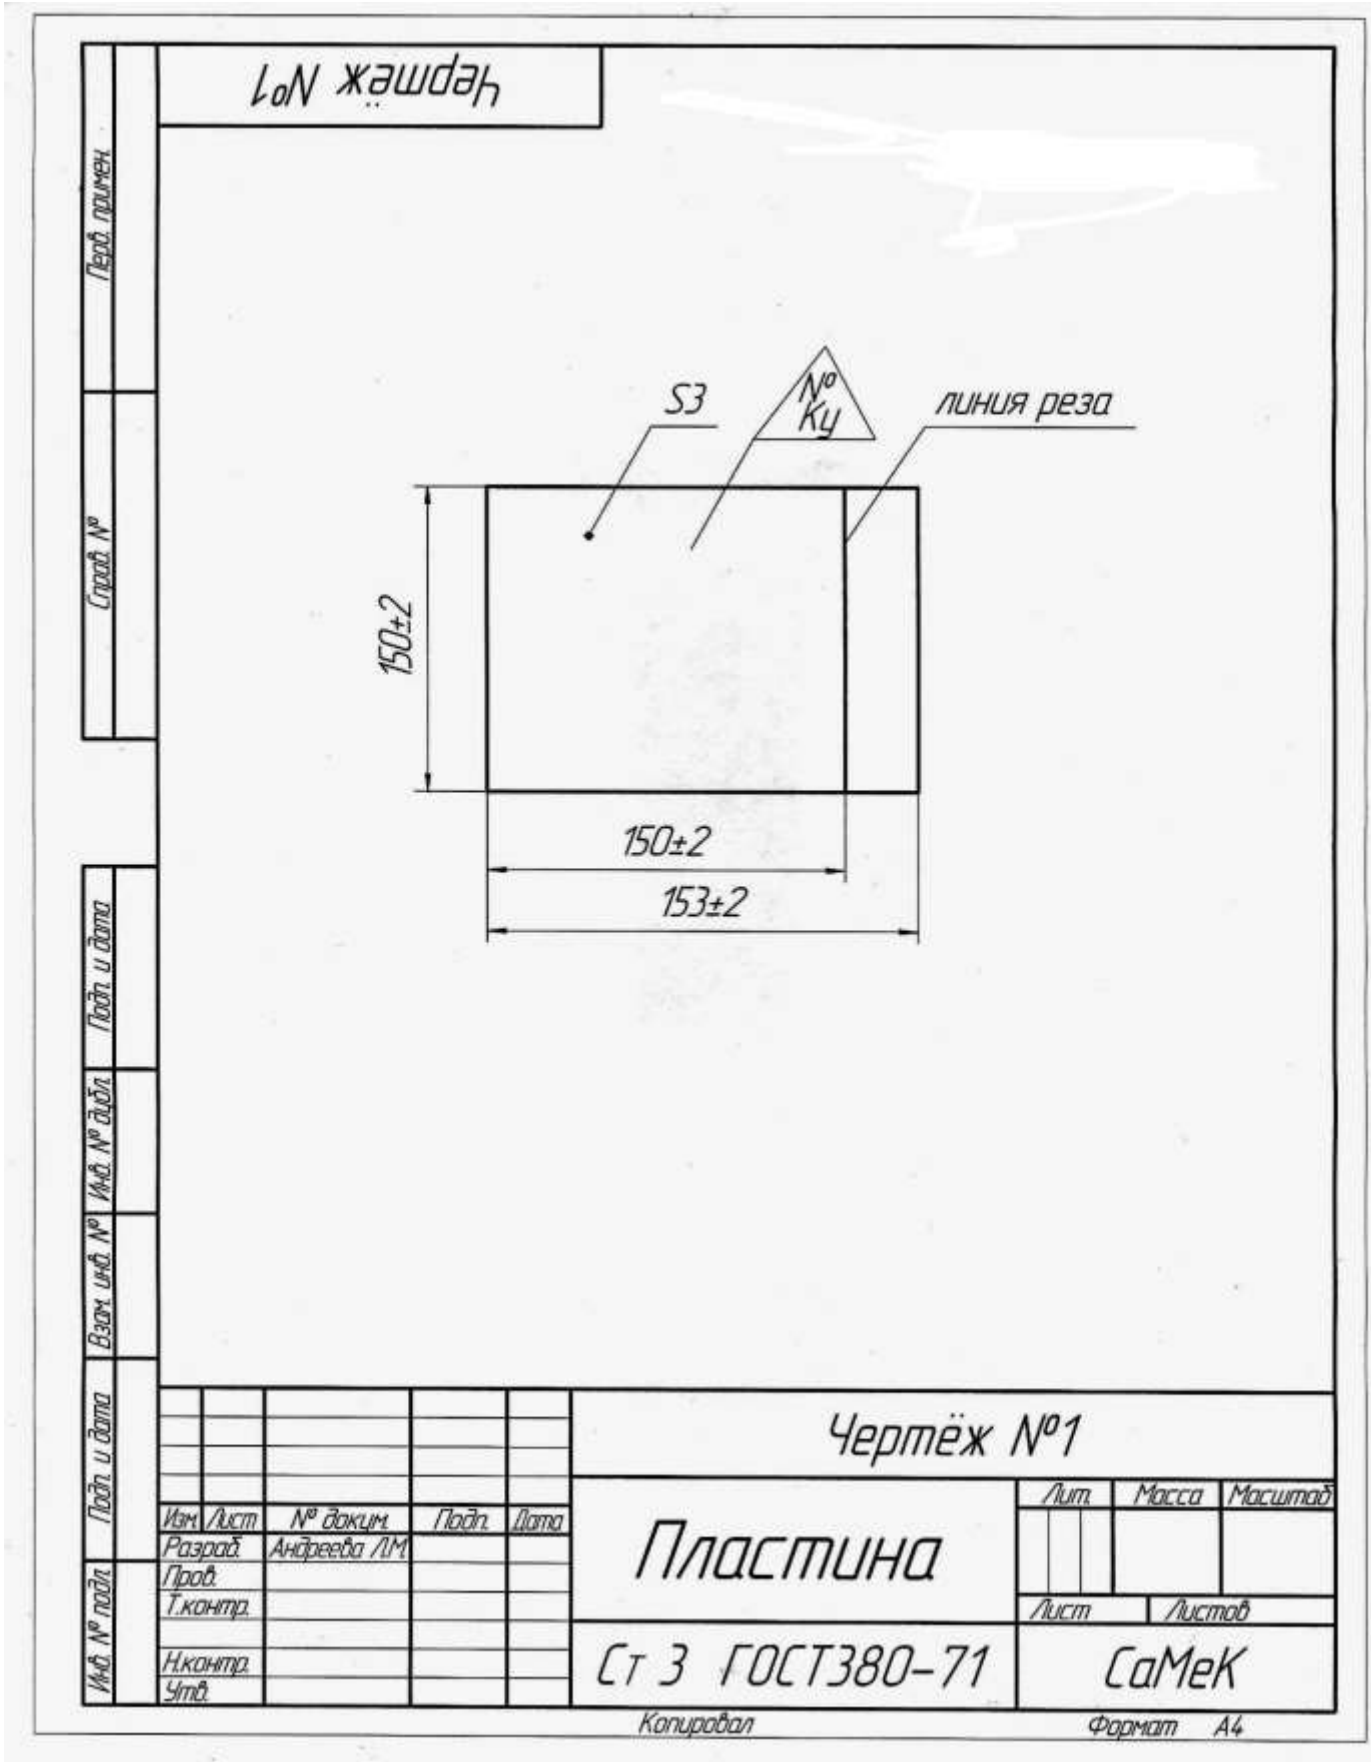 Чертёж №1
Перв. примен.
Справ. №
Подп. и дата
Инв. № дубл.
Взам. инв. №
Подп. и дата
Инв. № подл.
S3
№
Ку
линия реза
150±2
150±2
153±2
Чертёж №1
Изм. Лист № докум. Подп. Дата
Разраб. Андреева Л.М.
Пров.
Т.контр.
Н.контр.
Утв.
Пластина
Лит. Масса Масштаб
Лист Листов
Ст 3 ГОСТ380-71
СаМеК
Копировал
Формат А4